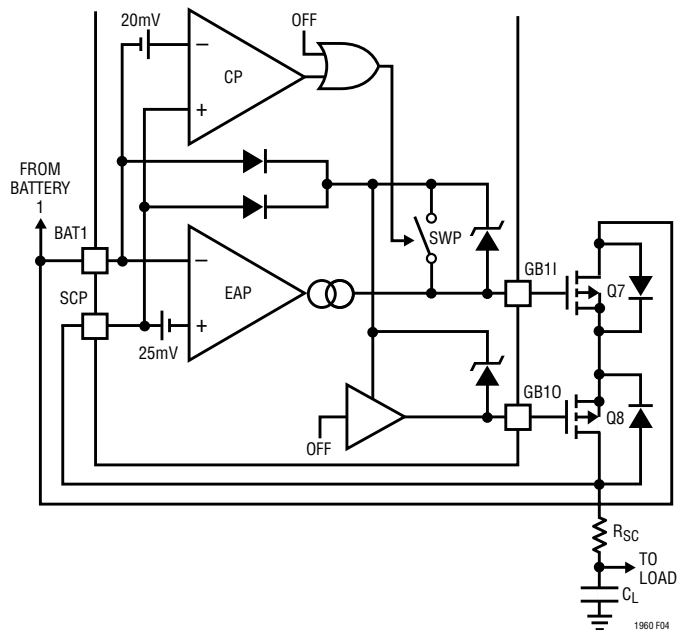 20mV
OFF
−
CP
+
FROM
BATTERY
1
BAT1
SWP
−
EAP
GB1I
Q7
SCP
+
25mV
GB1O
Q8
OFF
RSC
TO
LOAD
CL
1960 F04